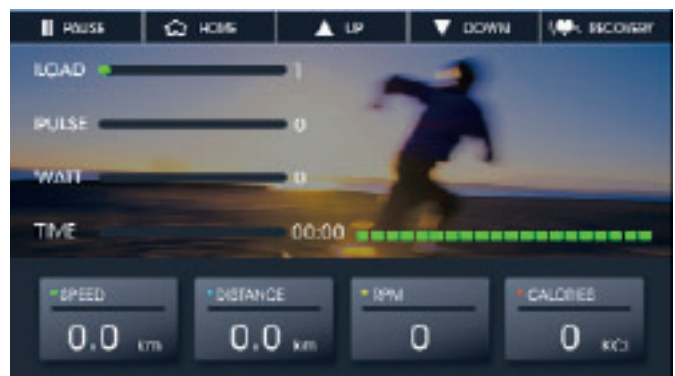 PAUSE HOME UP DOWN RECOVERY
LOAD 1
PULSE 0
WATT 0
TIME 00:00
SPEED DISTANCE RPM CALORIES
0.0 km 0.0 km 0 0